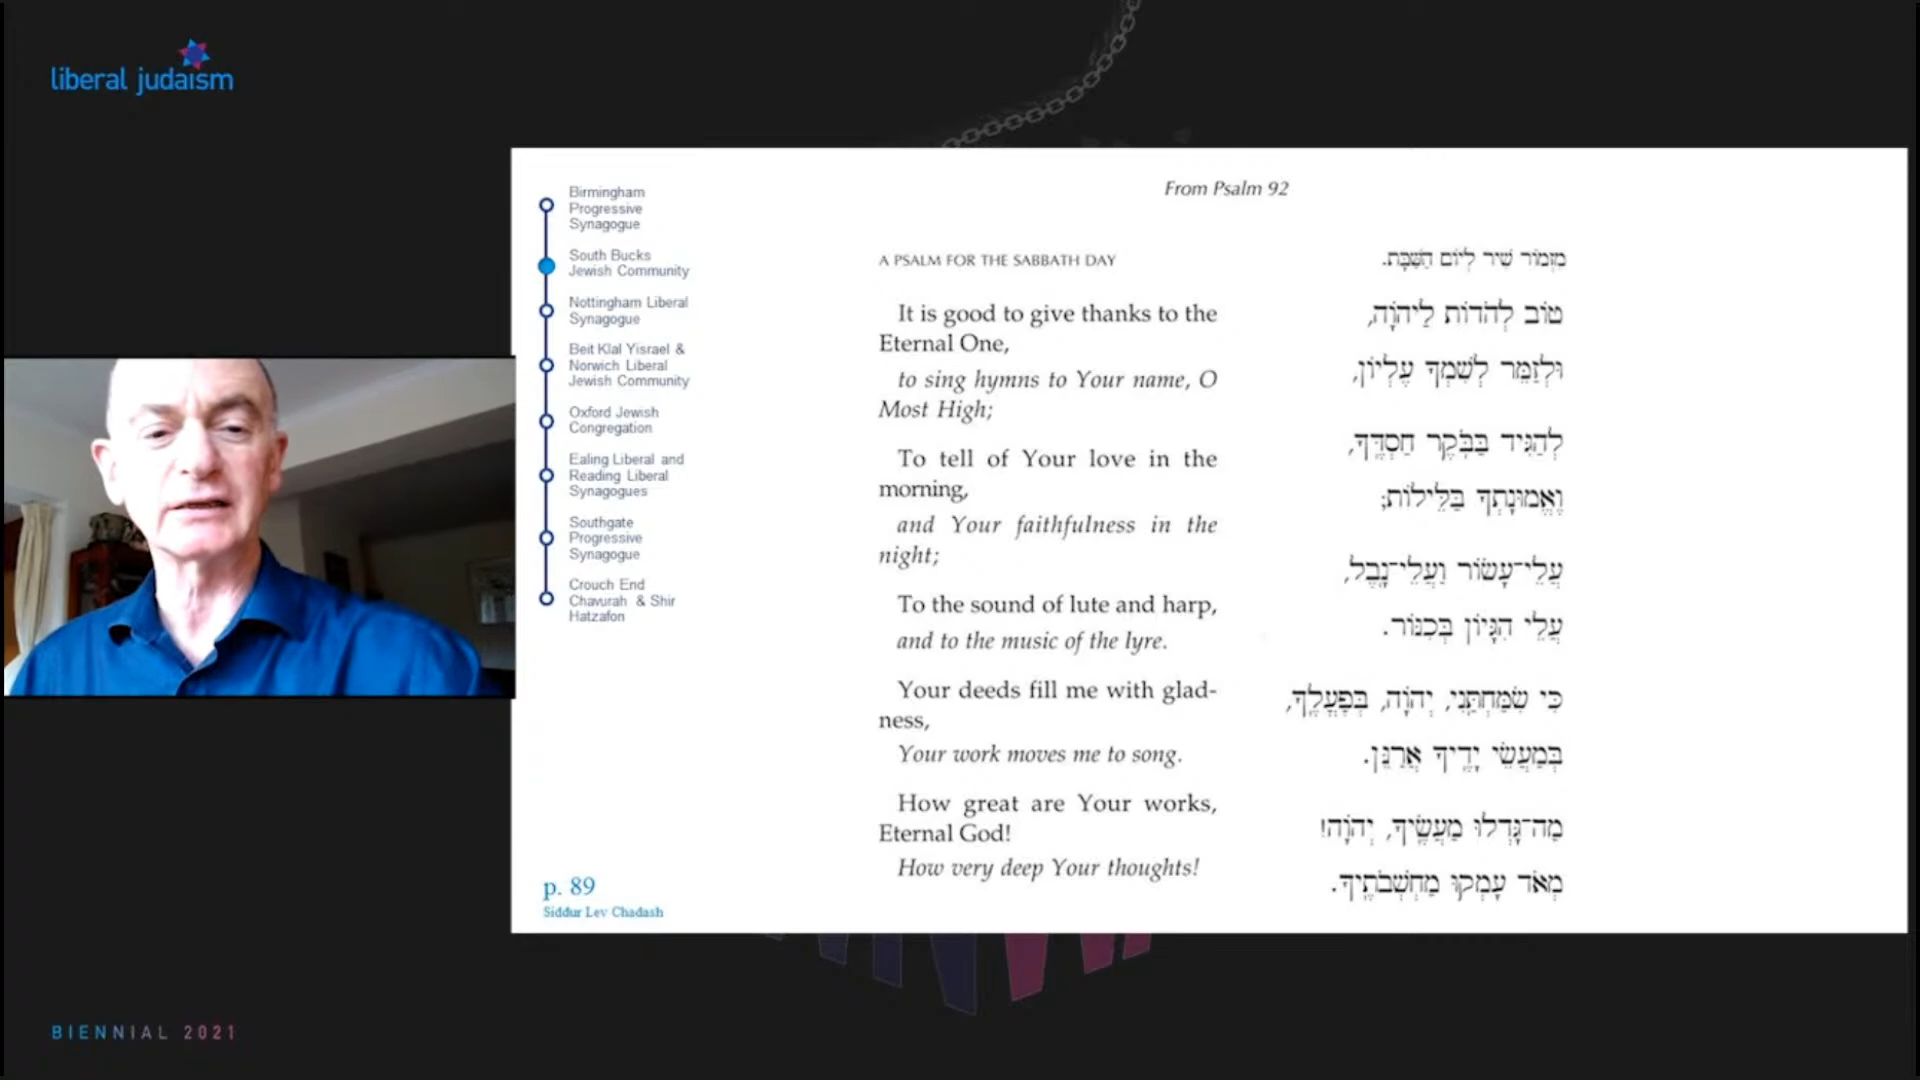 liberal judaism
Birmingham
Progressive
Synagogue
South Bucks
Jewish Community
Nottingham Liberal
Synagogue
Beit Klal Yisrael &
Norwich Liberal
Jewish Community
Oxford Jewish
Congregation
Ealing Liberal and
Reading Liberal
Synagogues
Southgate
Progressive
Synagogue
Crouch End
Chavurah & Shir
Hatzafon
p. 89
Siddur Lev Chadash
From Psalm 92
A PSALM FOR THE SABBATH DAY
It is good to give thanks to the
Eternal One,
to sing hymns to Your name, O
Most High;
To tell of Your love in the
morning,
and Your faithfulness in the
night;
To the sound of lute and harp,
and to the music of the lyre.
Your deeds fill me with glad-
ness,
Your work moves me to song.
How great are Your works,
Eternal God!
How very deep Your thoughts!
מִזְמוֹר שִׁיר לְיוֹם הַשַּׁבָּת.
טוֹב לְהֹדוֹת לַיהֹוָה,
וּלְזַמֵּר לְשִׁמְךָ עֶלְיוֹן,
לְהַגִּיד בַּבֹּֽקֶר חַסְדֶּֽךָ,
וֶאֱמוּנָתְךָ בַּלֵּילוֹת;
עֲלֵי־עָשׂוֹר וַעֲלֵי־נָֽבֶל,
עֲלֵי הִגָּיוֹן בְּכִנּוֹר.
כִּי שִׂמַּחְתַּֽנִי, יְהֹוָה, בְּפָעֳלֶֽךָ,
בְּמַעֲשֵׂי יָדֶֽיךָ אֲרַנֵּן.
מַה־גָּדְלוּ מַעֲשֶֽׂיךָ, יְהֹוָה!
מְאֹד עָמְקוּ מַחְשְׁבֹתֶֽיךָ.
BIENNIAL 2021